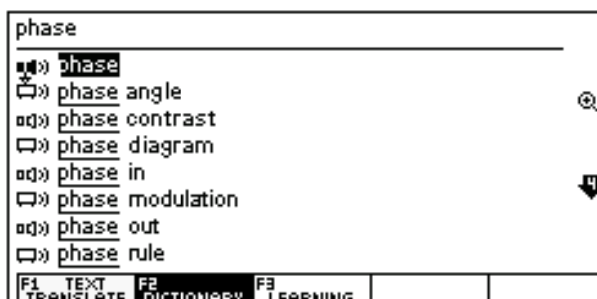 phase
phase
phase angle
phase contrast
phase diagram
phase in
phase modulation
phase out
phase rule
F1 TEXT F2 F3
TRANSLATE DICTIONARY LEARNING